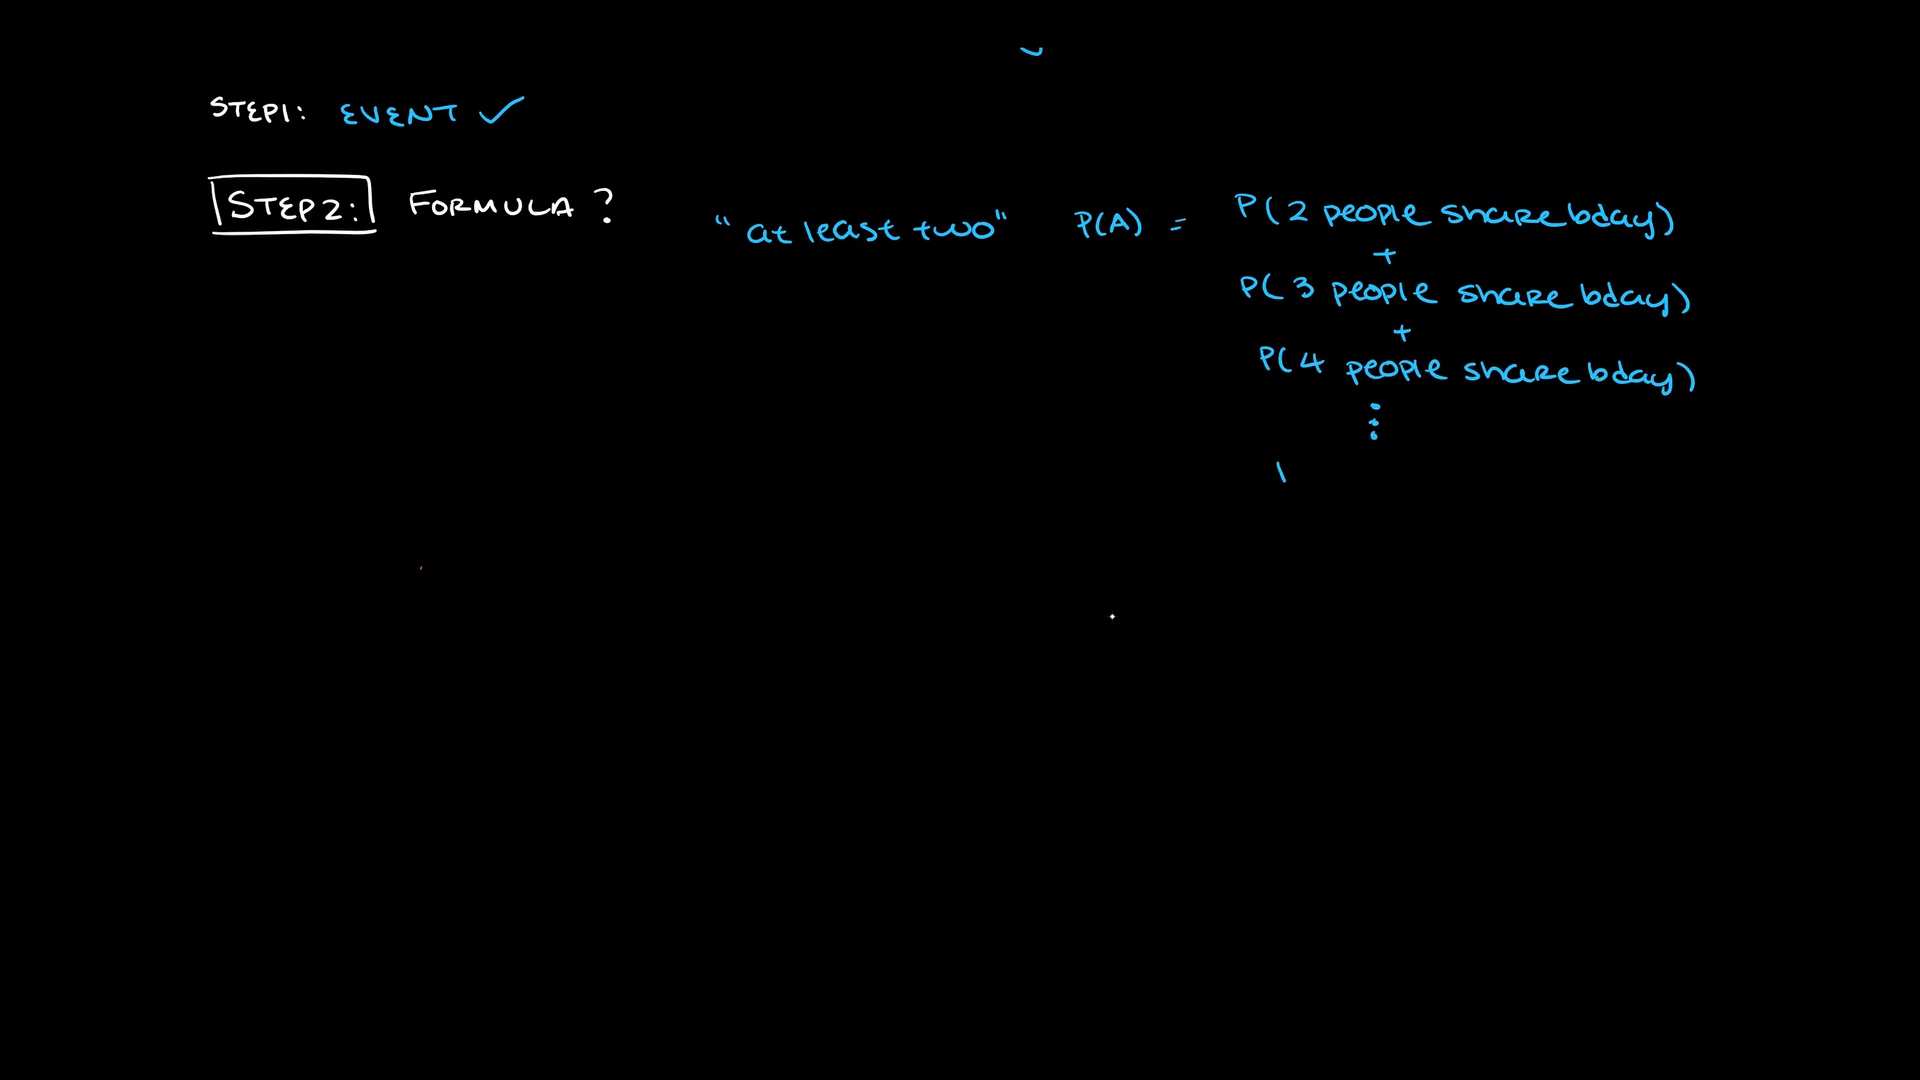 STEP1: EVENT ✓
STEP2: FORMULA ?
"at least two" P(A) = P(2 people share bday)
+
P(3 people share bday)
+
P(4 people share bday)
⋮